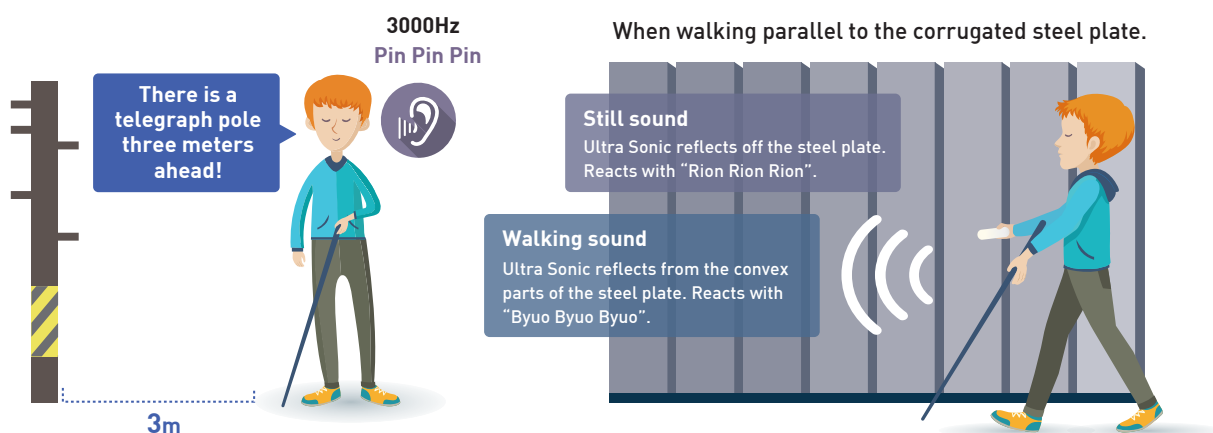 3000Hz
Pin Pin Pin
There is a
telegraph pole
three meters
ahead!
3m
When walking parallel to the corrugated steel plate.
Still sound
Ultra Sonic reflects off the steel plate.
Reacts with “Rion Rion Rion”.
Walking sound
Ultra Sonic reflects from the convex
parts of the steel plate. Reacts with
“Byuo Byuo Byuo”.